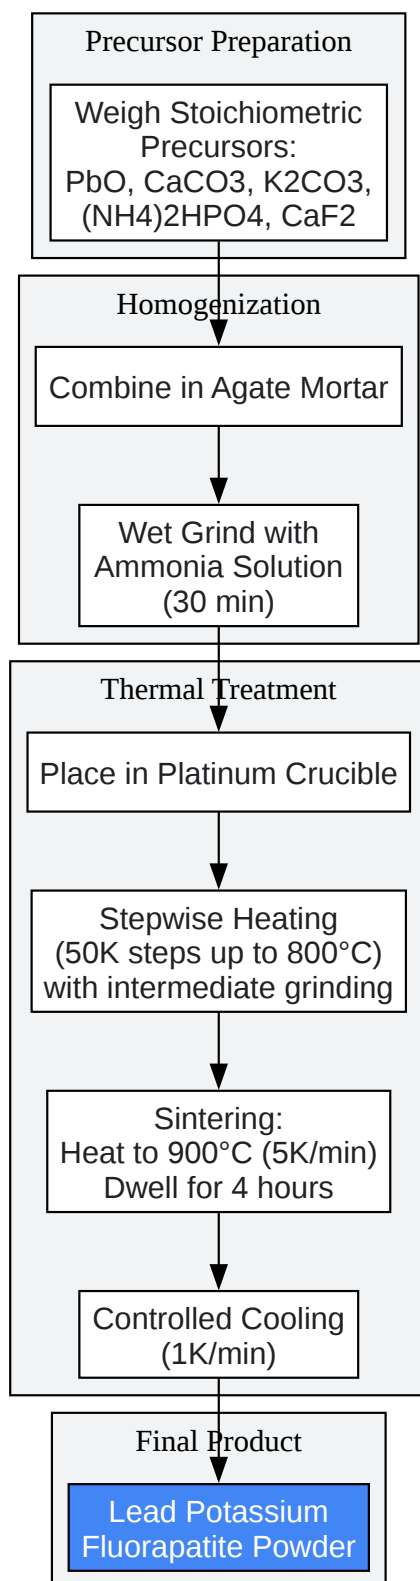 Precursor Preparation
Weigh Stoichiometric
Precursors:
PbO, CaCO3, K2CO3,
(NH4)2HPO4, CaF2
Homogenization
Combine in Agate Mortar
Wet Grind with
Ammonia Solution
(30 min)
Thermal Treatment
Place in Platinum Crucible
Stepwise Heating
(50K steps up to 800°C)
with intermediate grinding
Sintering:
Heat to 900°C (5K/min)
Dwell for 4 hours
Controlled Cooling
(1K/min)
Final Product
Lead Potassium
Fluorapatite Powder